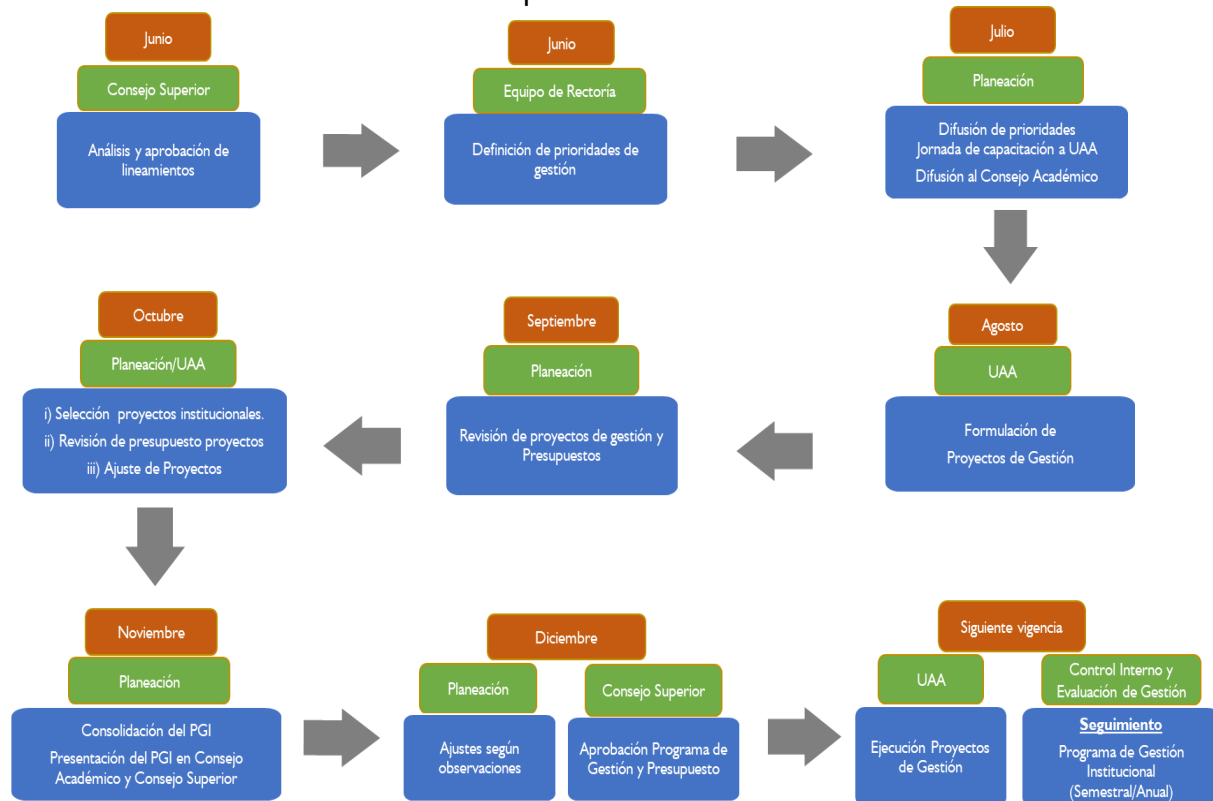 Junio
Consejo Superior
Análisis y aprobación de
lineamientos
Junio
Equipo de Rectoría
Definición de prioridades de
gestión
Julio
Planeación
Difusión de prioridades
Jornada de capacitación a UAA
Difusión al Consejo Académico
Agosto
UAA
Formulación de
Proyectos de Gestión
Septiembre
Planeación
Revisión de proyectos de gestión y
Presupuestos
Octubre
Planeación/UAA
i) Selección proyectos institucionales.
ii) Revisión de presupuesto proyectos
iii) Ajuste de Proyectos
Noviembre
Planeación
Consolidación del PGI
Presentación del PGI en Consejo
Académico y Consejo Superior
Diciembre
Planeación
Ajustes según
observaciones
Consejo Superior
Aprobación Programa de
Gestión y Presupuesto
Siguiente vigencia
UAA
Ejecución Proyectos
de Gestión
Control Interno y
Evaluación de Gestión
Seguimiento
Programa de Gestión
Institucional
(Semestral/Anual)